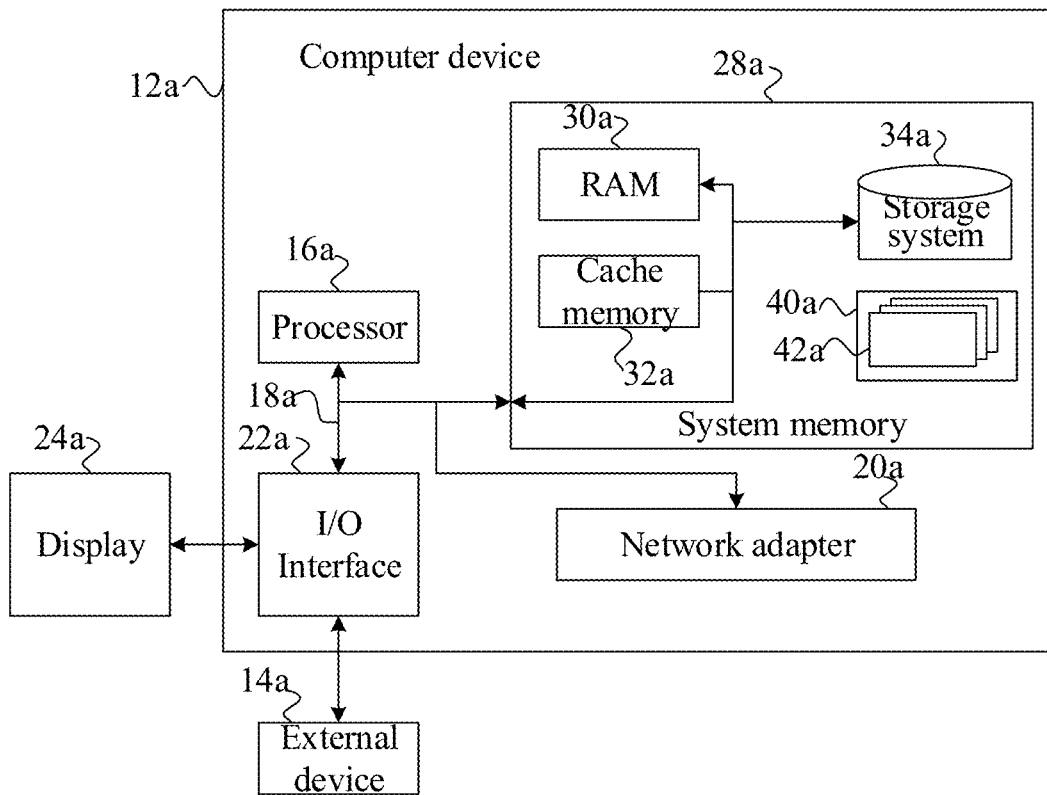 Computer device
12a
28a
30a
34a
RAM
Storage
system
16a
Cache
memory
40a
Processor
42a
32a
18a
System memory
24a
22a
20a
I/O
Interface
Display
Network adapter
14a
External
device